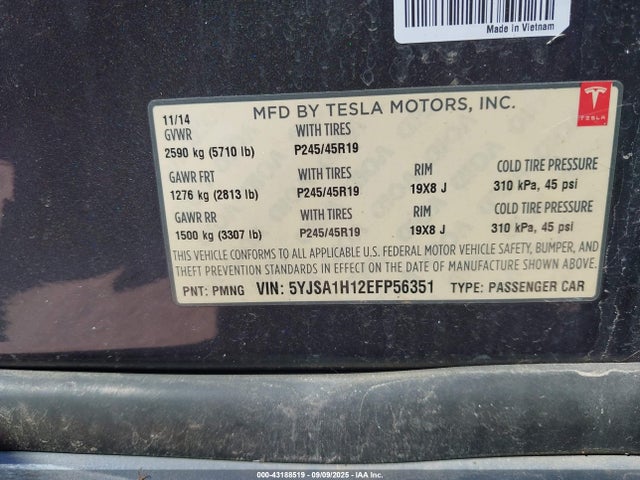 Made in Vietnam
11/14 MFD BY TESLA MOTORS, INC.
TESLA
GVWR WITH TIRES
2590 kg (5710 lb) P245/45R19
GAWR FRT WITH TIRES RIM COLD TIRE PRESSURE
1276 kg (2813 lb) P245/45R19 19X8 J 310 kPa, 45 psi
GAWR RR WITH TIRES RIM COLD TIRE PRESSURE
1500 kg (3307 lb) P245/45R19 19X8 J 310 kPa, 45 psi
THIS VEHICLE CONFORMS TO ALL APPLICABLE U.S. FEDERAL MOTOR VEHICLE SAFETY, BUMPER, AND
THEFT PREVENTION STANDARDS IN EFFECT ON THE DATE OF MANUFACTURE SHOWN ABOVE.
PNT: PMNG VIN: 5YJSA1H12EFP56351 TYPE: PASSENGER CAR
000-43188519 - 09/09/2025 - IAAI.COM